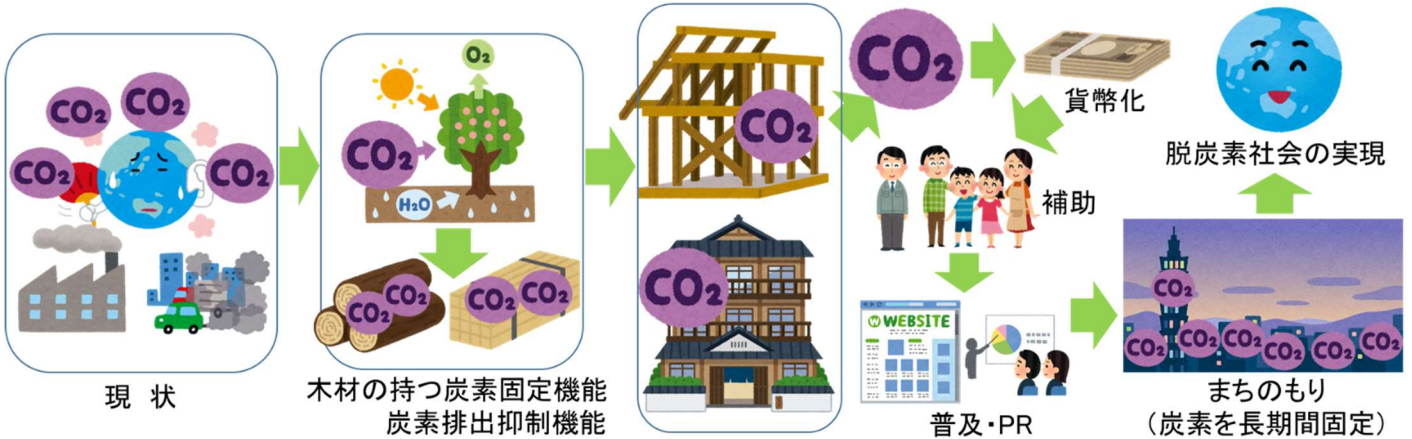 CO₂
CO₂
CO₂
CO₂
現　状
O₂
CO₂
H₂O
CO₂
CO₂
CO₂
CO₂
木材の持つ炭素固定機能
炭素排出抑制機能
CO₂
CO₂
CO₂
貨幣化
補助
WEBSITE
普及・PR
CO₂
CO₂
CO₂
CO₂
CO₂
CO₂
CO₂
まちのもり
（炭素を長期間固定）
脱炭素社会の実現